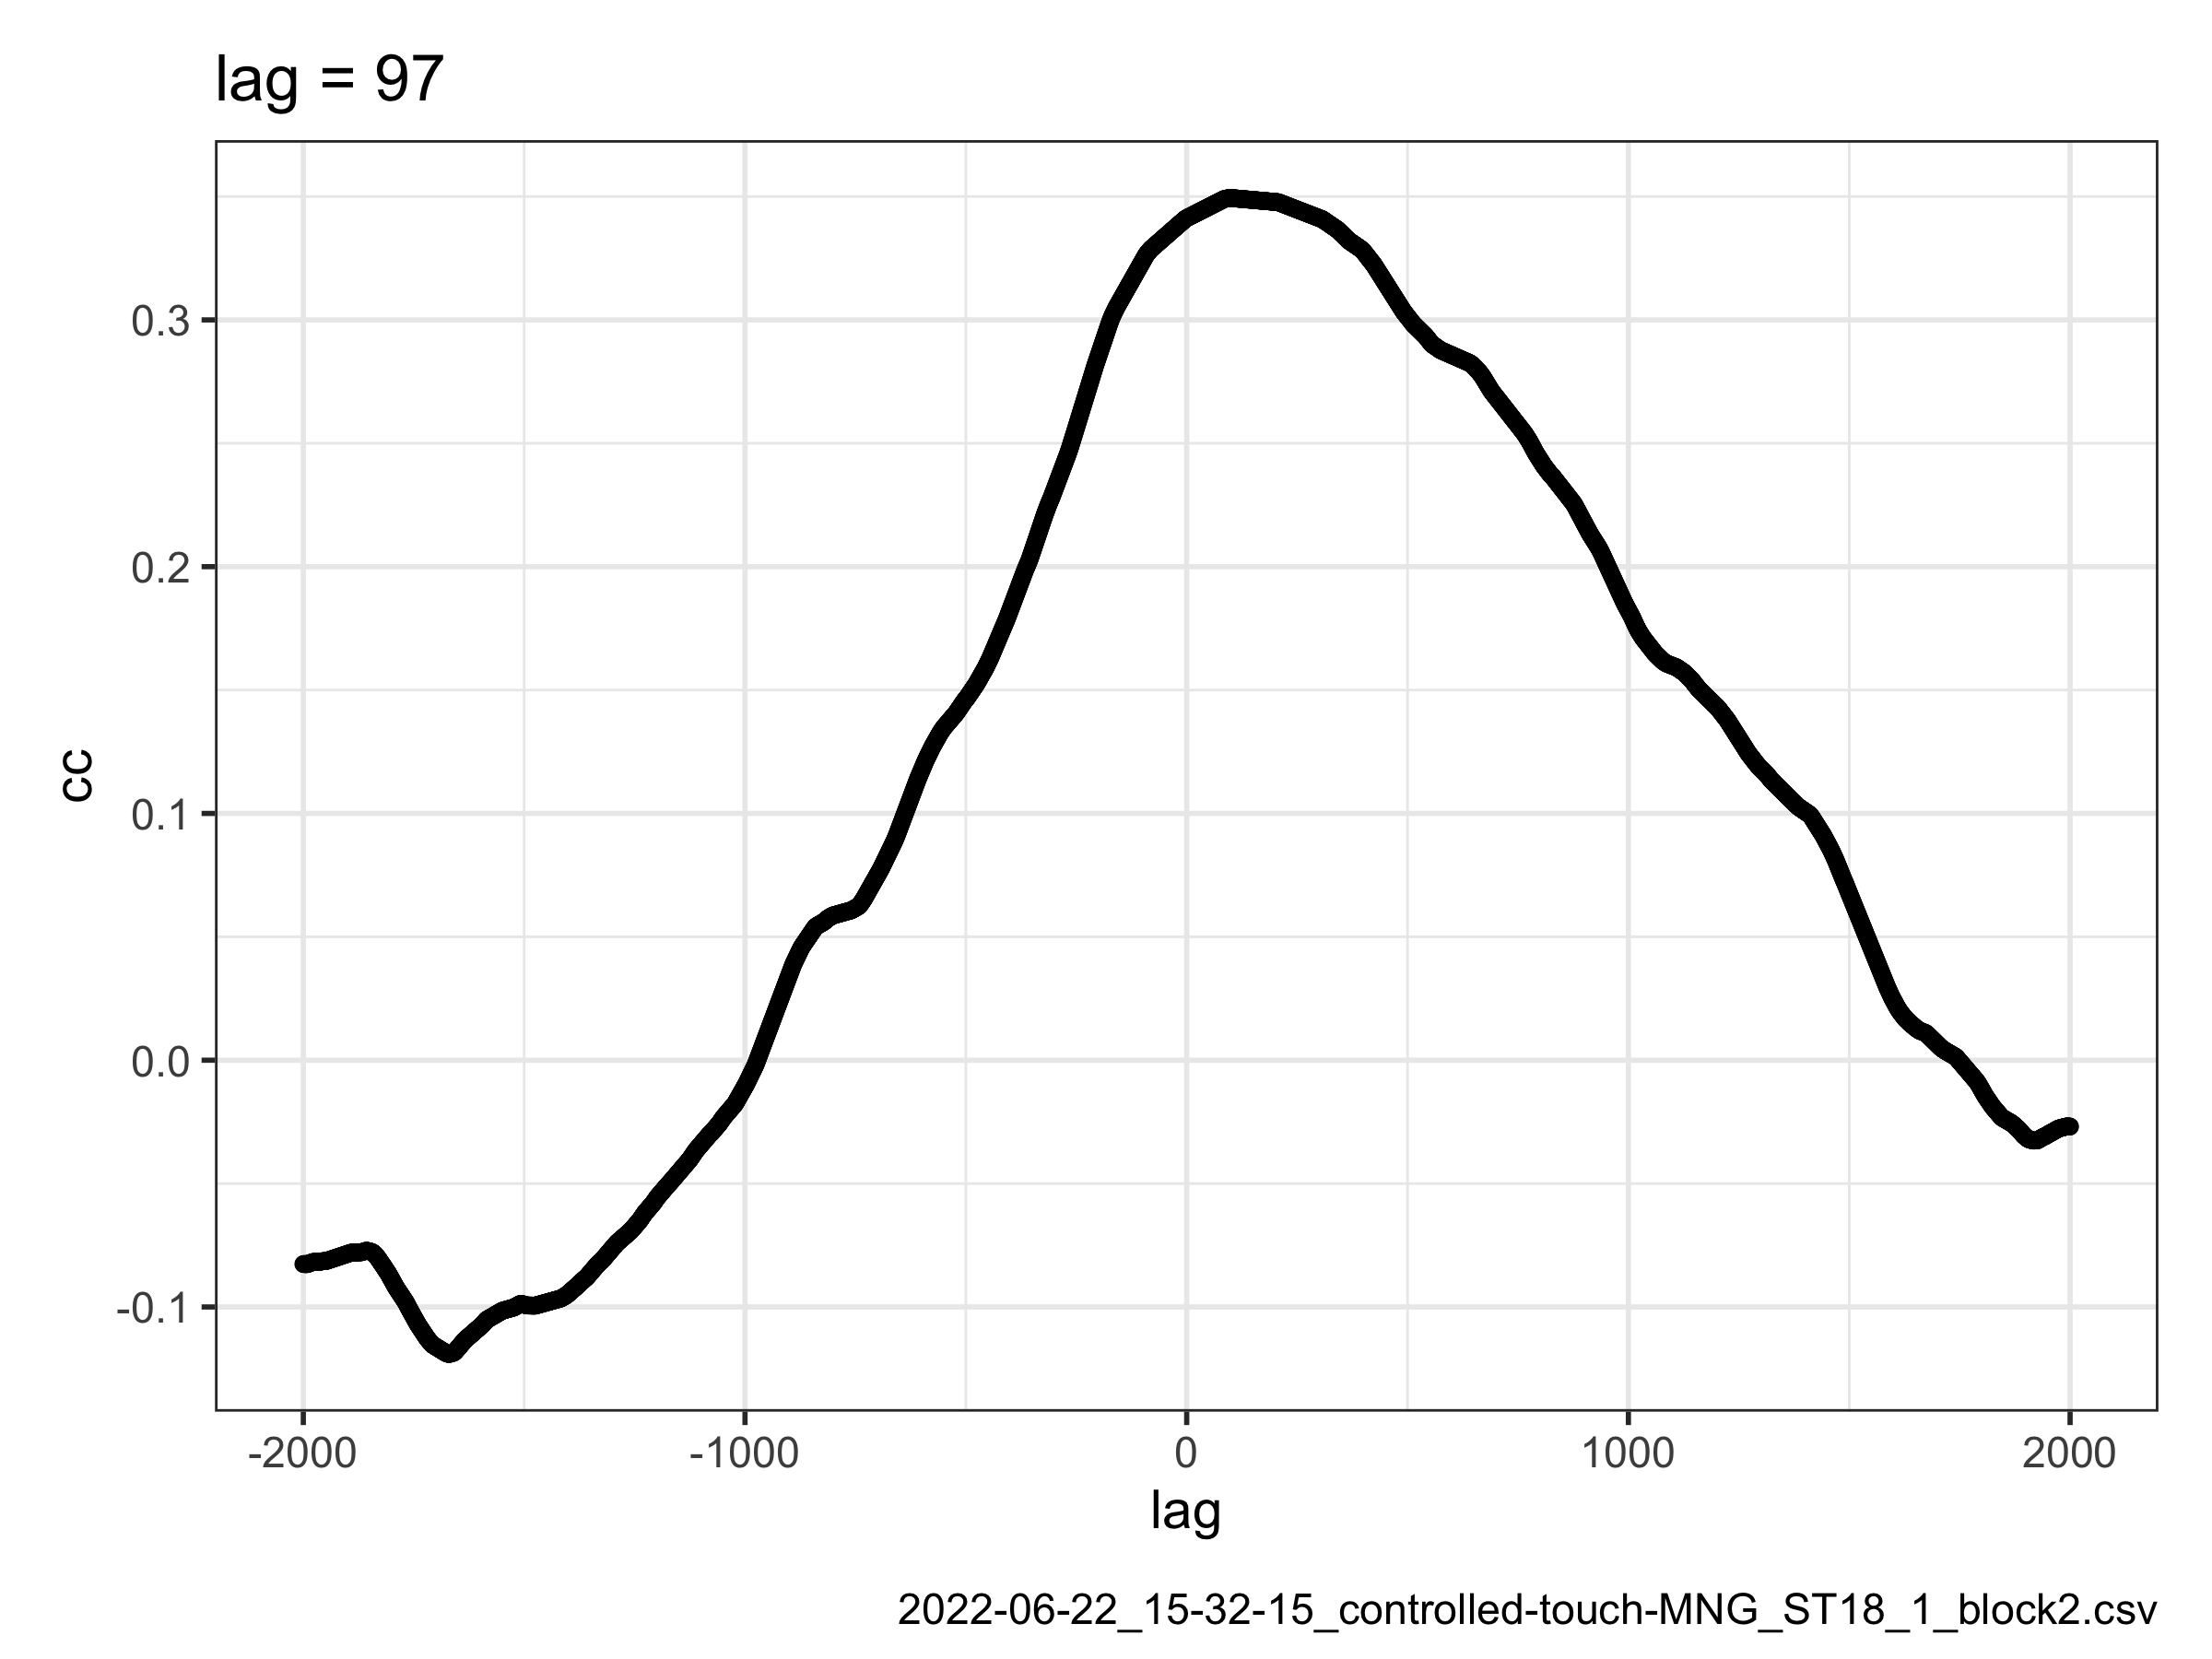 lag = 97
cc
0.3
0.2
0.1
0.0
-0.1
-2000 -1000 0 1000 2000
lag
2022-06-22_15-32-15_controlled-touch-MNG_ST18_1_block2.csv